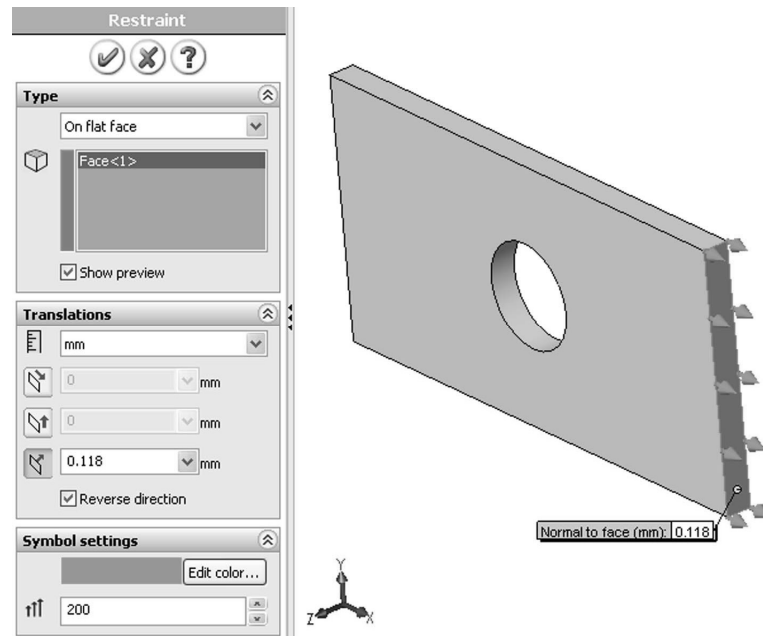 Restraint
?
Type
On flat face
Face<1>
Show preview
Translations
mm
0 mm
0 mm
0.118 mm
Reverse direction
Symbol settings
Edit color...
200
Normal to face (mm): 0.118
Y
Z
X